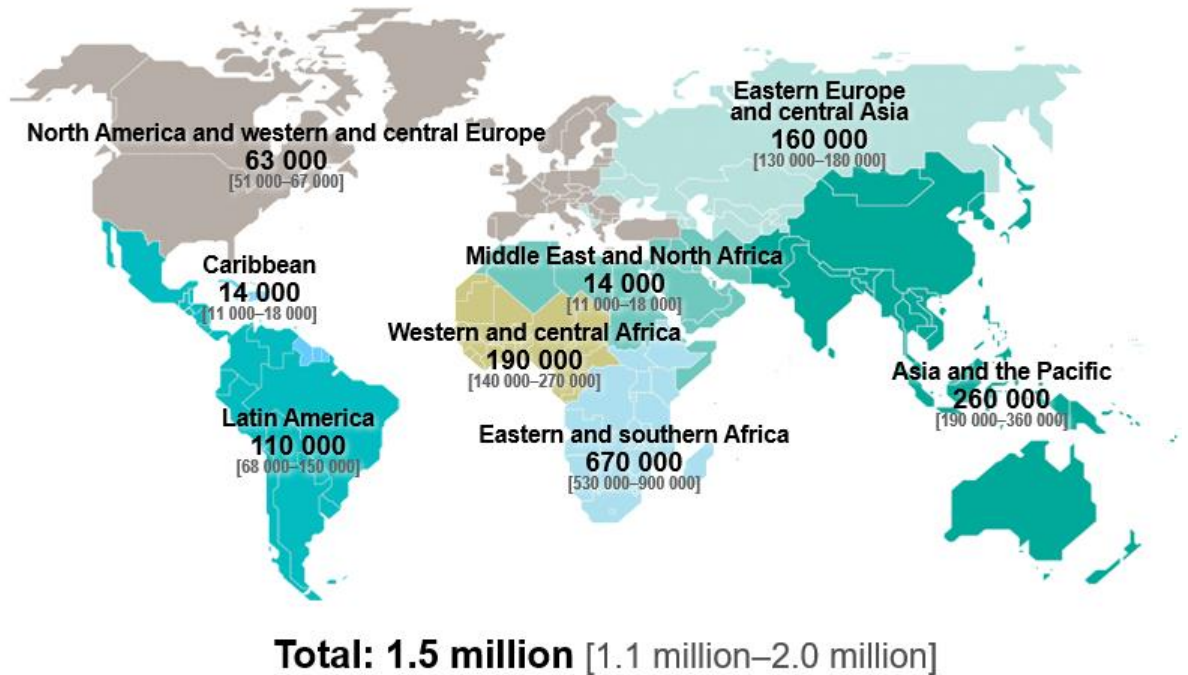 Eastern Europe
and central Asia
160 000
[130 000–180 000]
North America and western and central Europe
63 000
[51 000–67 000]
Middle East and North Africa
14 000
[11 000–18 000]
Caribbean
14 000
[11 000–18 000]
Western and central Africa
190 000
[140 000–270 000]
Asia and the Pacific
260 000
[190 000–360 000]
Latin America
110 000
[68 000–150 000]
Eastern and southern Africa
670 000
[530 000–900 000]
Total: 1.5 million [1.1 million–2.0 million]